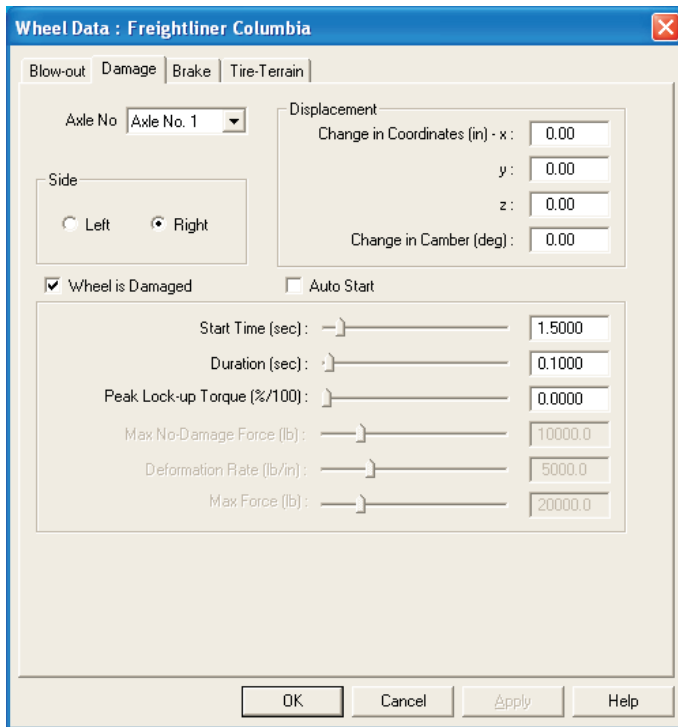 Wheel Data : Freightliner Columbia
Blow-out Damage Brake Tire-Terrain
Axle No Axle No. 1
Displacement
Change in Coordinates (in) - x : 0.00
y : 0.00
z : 0.00
Change in Camber (deg) : 0.00
Side
Left Right
Wheel is Damaged Auto Start
Start Time (sec) : 1.5000
Duration (sec) : 0.1000
Peak Lock-up Torque (%/100) : 0.0000
Max No-Damage Force (lb) : 10000.0
Deformation Rate (lb/in) : 5000.0
Max Force (lb) : 20000.0
OK Cancel Apply Help